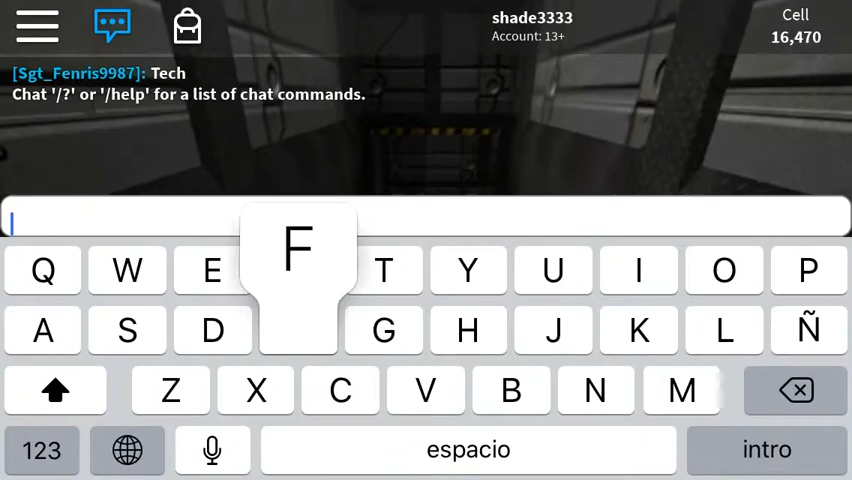 shade3333
Account: 13+
Cell
16,470
[Sgt_Fenris9987]: Tech
Chat '/?' or '/help' for a list of chat commands.
F
Q W E T Y U I O P
A S D G H J K L Ñ
Z X C V B N M
123 espacio intro